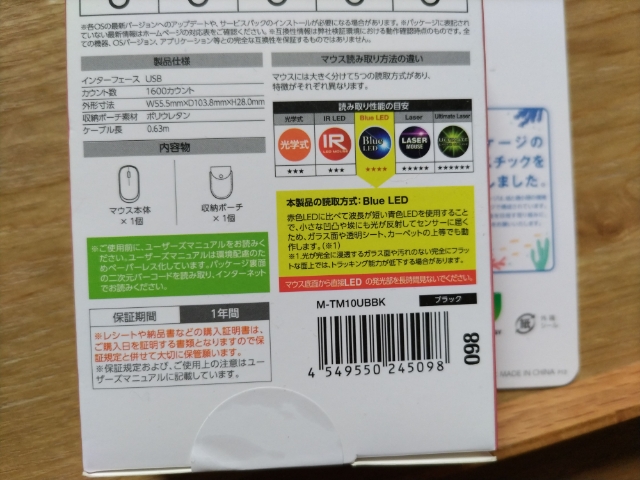 ※各OSの最新バージョンへのアップデートや、サービスパックのインストールが必要になる場合があります。※パッケージに表記され
ていない最新情報はホームページの対応表をご確認ください。※互換性情報は弊社検証環境における動作確認時点のものです。全
ての機器、OSバージョン、アプリケーション等との完全な互換性を保証するものではありません。
製品仕様
インターフェース USB
カウント数 1600カウント
外形寸法 W55.5mm×D103.8mm×H28.0mm
収納ポーチ素材 ポリウレタン
ケーブル長 0.63m
内容物
マウス本体
×1個
収納ポーチ
×1個
※ご使用前に、ユーザーズマニュアルをお読みく
ださい。ユーザーズマニュアルは環境配慮のた
めペーパーレス化しています。パッケージ裏面
の二次元バーコードを読み取り、インターネット
でお読みください。
保証期間 1年間
※レシートや納品書などの購入証明書は、
ご購入日を証明する書類となりますので保
証規定と併せて大切に保管願います。
※保証規定および、ご使用上の注意はユー
ザーズマニュアルに記載しています。
マウス読み取り方法の違い
マウスには大きく分けて5つの読取方式があり、
特徴がそれぞれ異なります。
読み取り性能の目安
光学式 IR LED Blue LED Laser Ultimate Laser
光学式 IR LED MOUSE Blue LED LASER MOUSE
★★★ ★★★ ★★★★ ★★★★★ ★★★★★★
本製品の読取方式: Blue LED
赤色LEDに比べて波長が短い青色LEDを使用すること
で、小さな凹凸や埃にも光が反射してセンサーに届く
ため、ガラス面や透明シート、カーペットの上等でも動
作します。(※1)
※1.光が完全に透過するガラス面や汚れのない完全にフラット
な面上では、トラッキング能力が低下する場合があります。
マウス底面から直接LEDの発光部を長時間見ないでください。
M-TM10UBBK ブラック
4 549550 245098
098
ージの
スチックを
しました。
紙
外箱
シール
MADE IN CHINA